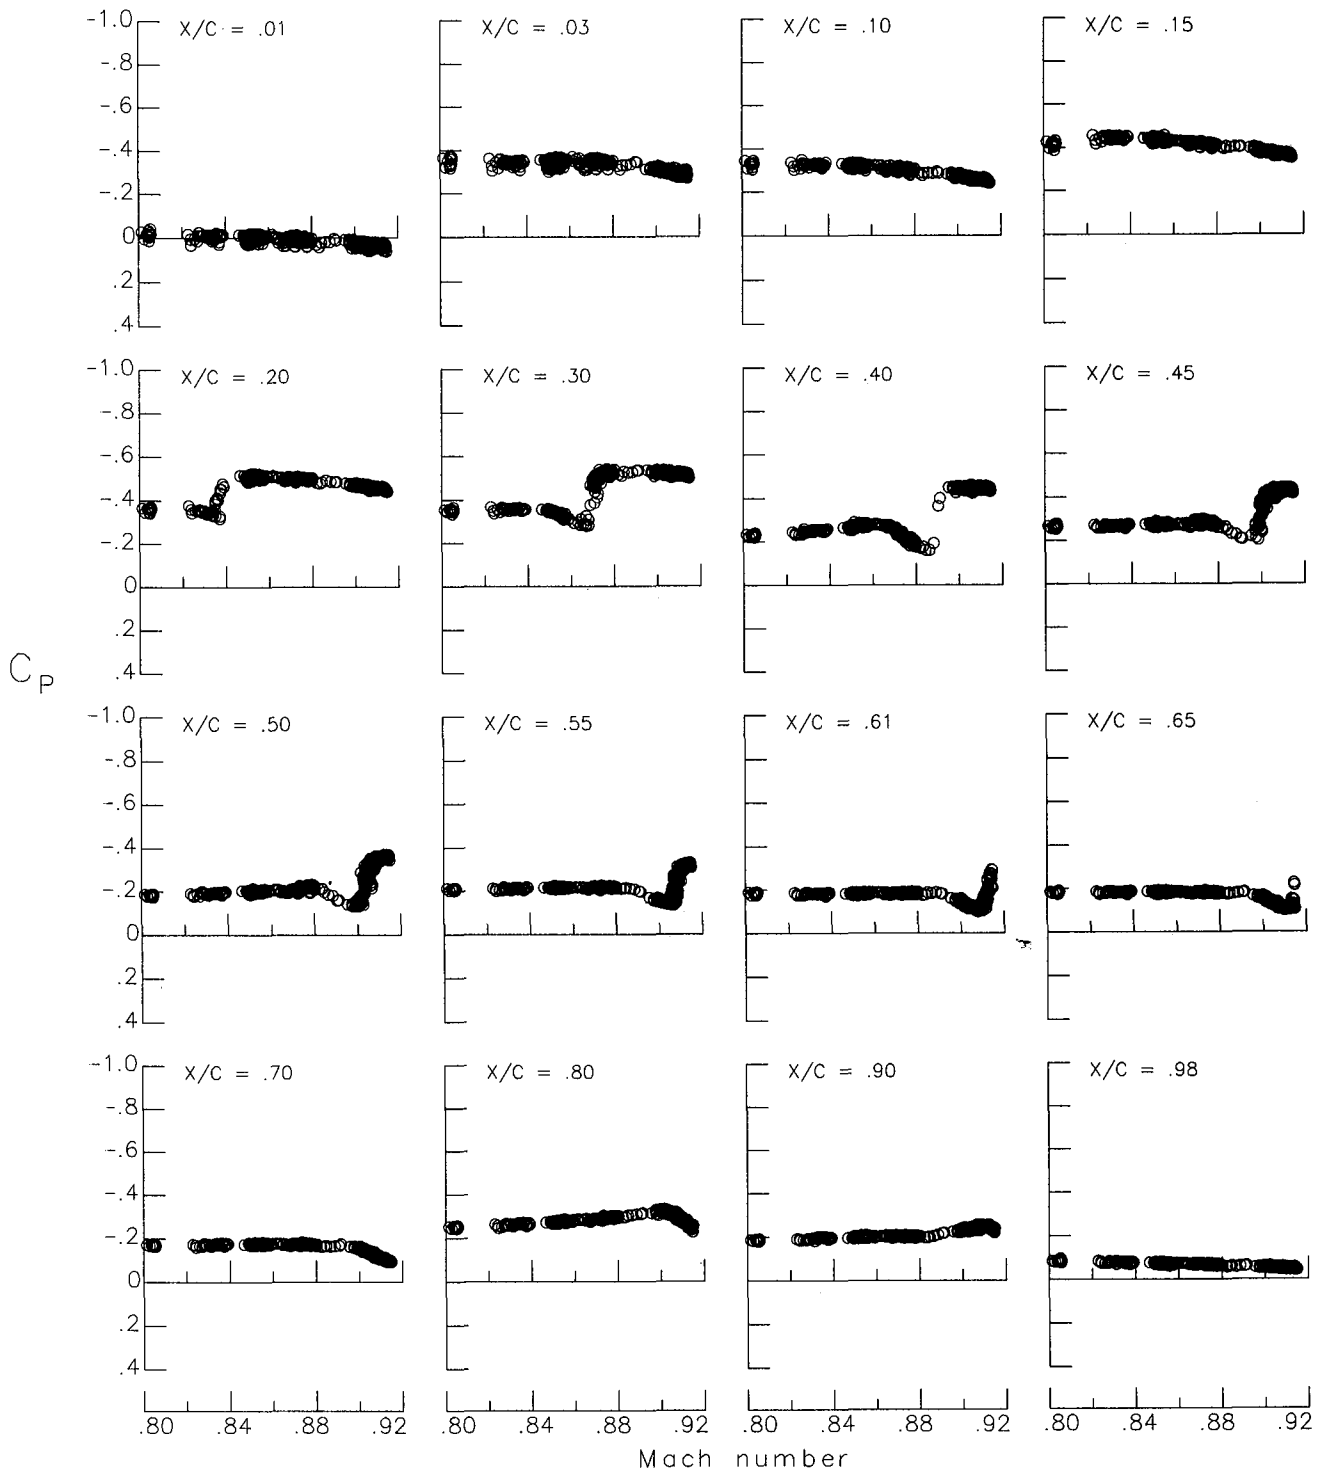 -1.0
-.8
-.6
-.4
-.2
0
.2
.4
X/C = .01
X/C = .03
X/C = .10
X/C = .15
-1.0
-.8
-.6
-.4
-.2
0
.2
.4
X/C = .20
X/C = .30
X/C = .40
X/C = .45
CP
-1.0
-.8
-.6
-.4
-.2
0
.2
.4
X/C = .50
X/C = .55
X/C = .61
X/C = .65
-1.0
-.8
-.6
-.4
-.2
0
.2
.4
X/C = .70
X/C = .80
X/C = .90
X/C = .98
.80 .84 .88 .92 .80 .84 .88 .92 .80 .84 .88 .92 .80 .84 .88 .92
Mach number